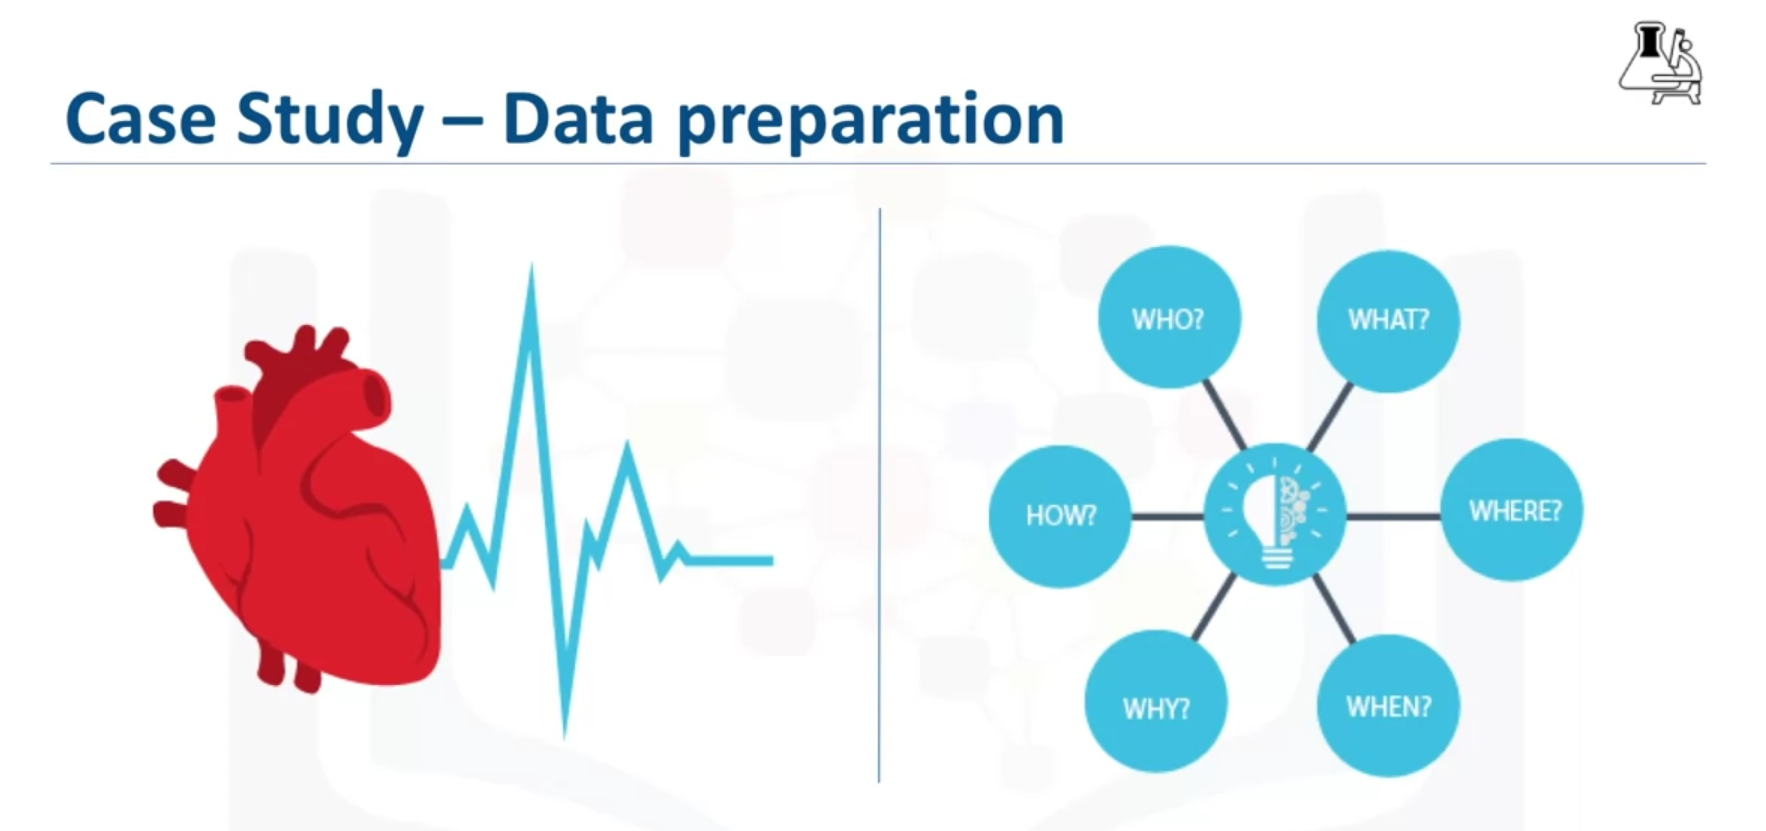 Case Study – Data preparation
WHO?
WHAT?
HOW?
WHERE?
WHY?
WHEN?